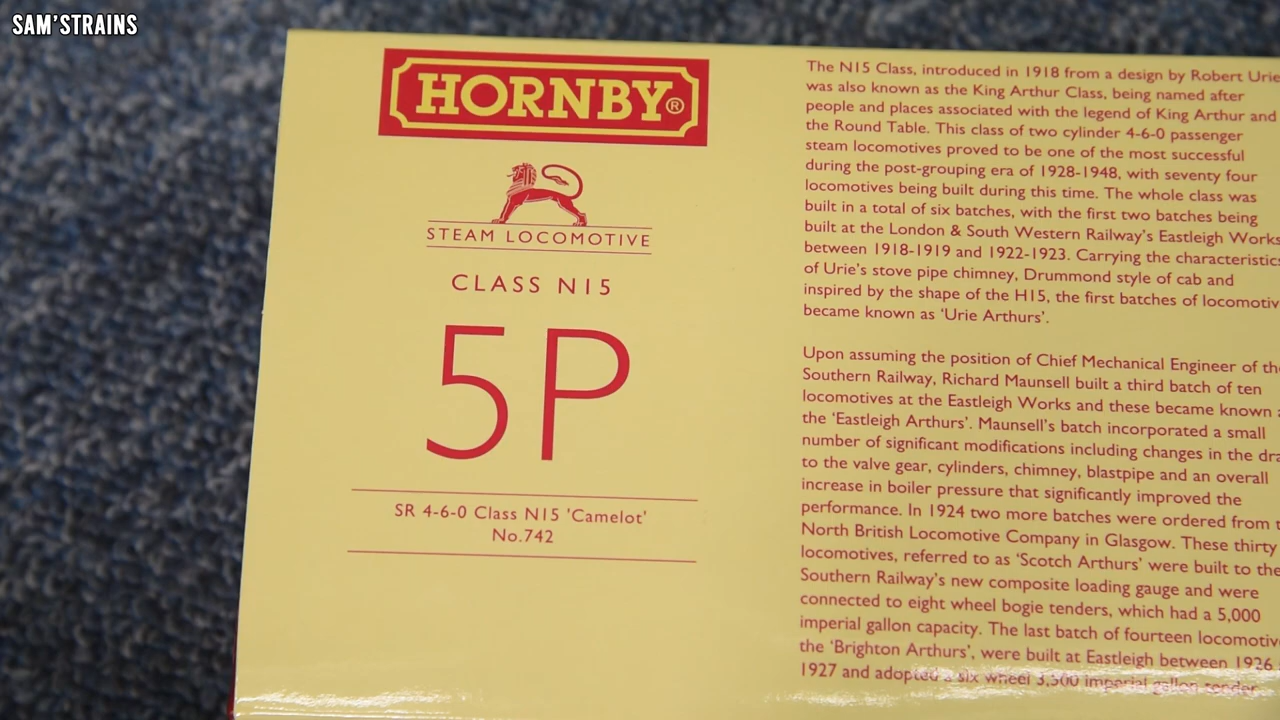 SAM'STRAINS
HORNBY®
STEAM LOCOMOTIVE
CLASS N15
5P
SR 4-6-0 Class N15 'Camelot'
No.742
The N15 Class, introduced in 1918 from a design by Robert Urie
was also known as the King Arthur Class, being named after
people and places associated with the legend of King Arthur and
the Round Table. This class of two cylinder 4-6-0 passenger
steam locomotives proved to be one of the most successful
during the post-grouping era of 1928-1948, with seventy four
locomotives being built during this time. The whole class was
built in a total of six batches, with the first two batches being
built at the London & South Western Railway's Eastleigh Works
between 1918-1919 and 1922-1923. Carrying the characteristics
of Urie's stove pipe chimney, Drummond style of cab and
inspired by the shape of the H15, the first batches of
became known as 'Urie Arthurs'.
Upon assuming the position of Chief Mechanical Engineer of the
Southern Railway, Richard Maunsell built a third batch of ten
locomotives at the Eastleigh Works and these became known
the 'Eastleigh Arthurs'. Maunsell's batch incorporated a small
number of significant modifications including changes in the
to the valve gear, cylinders, chimney, blastpipe and an overall
increase in boiler pressure that significantly improved the
performance. In 1924 two more batches were ordered from
North British Locomotive Company in Glasgow. These thirty
locomotives, referred to as 'Scotch Arthurs' were built to the
Southern Railway's new composite loading gauge and were
connected to eight wheel bogie tenders, which had a 5,000
imperial gallon capacity. The last batch of fourteen
the 'Brighton Arthurs', were built at Eastleigh between 1926
1927 and adopted a six wheel 3,500 imperial gallon tender.